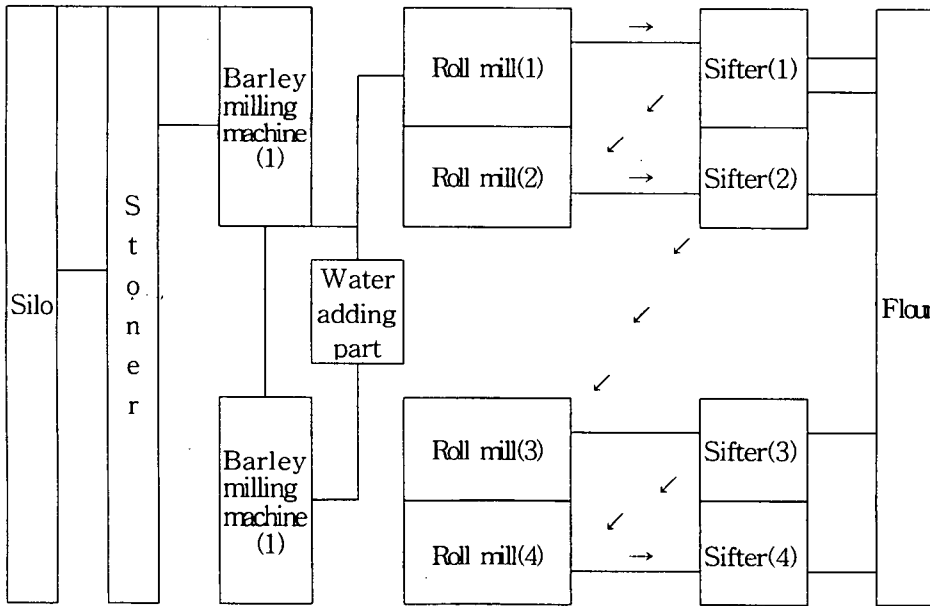 Silo
S
t
o
n
e
r
Barley
milling
machine
(1)
Barley
milling
machine
(1)
Water
adding
part
Roll mill(1)
Roll mill(2)
Roll mill(3)
Roll mill(4)
Sifter(1)
Sifter(2)
Sifter(3)
Sifter(4)
Flour